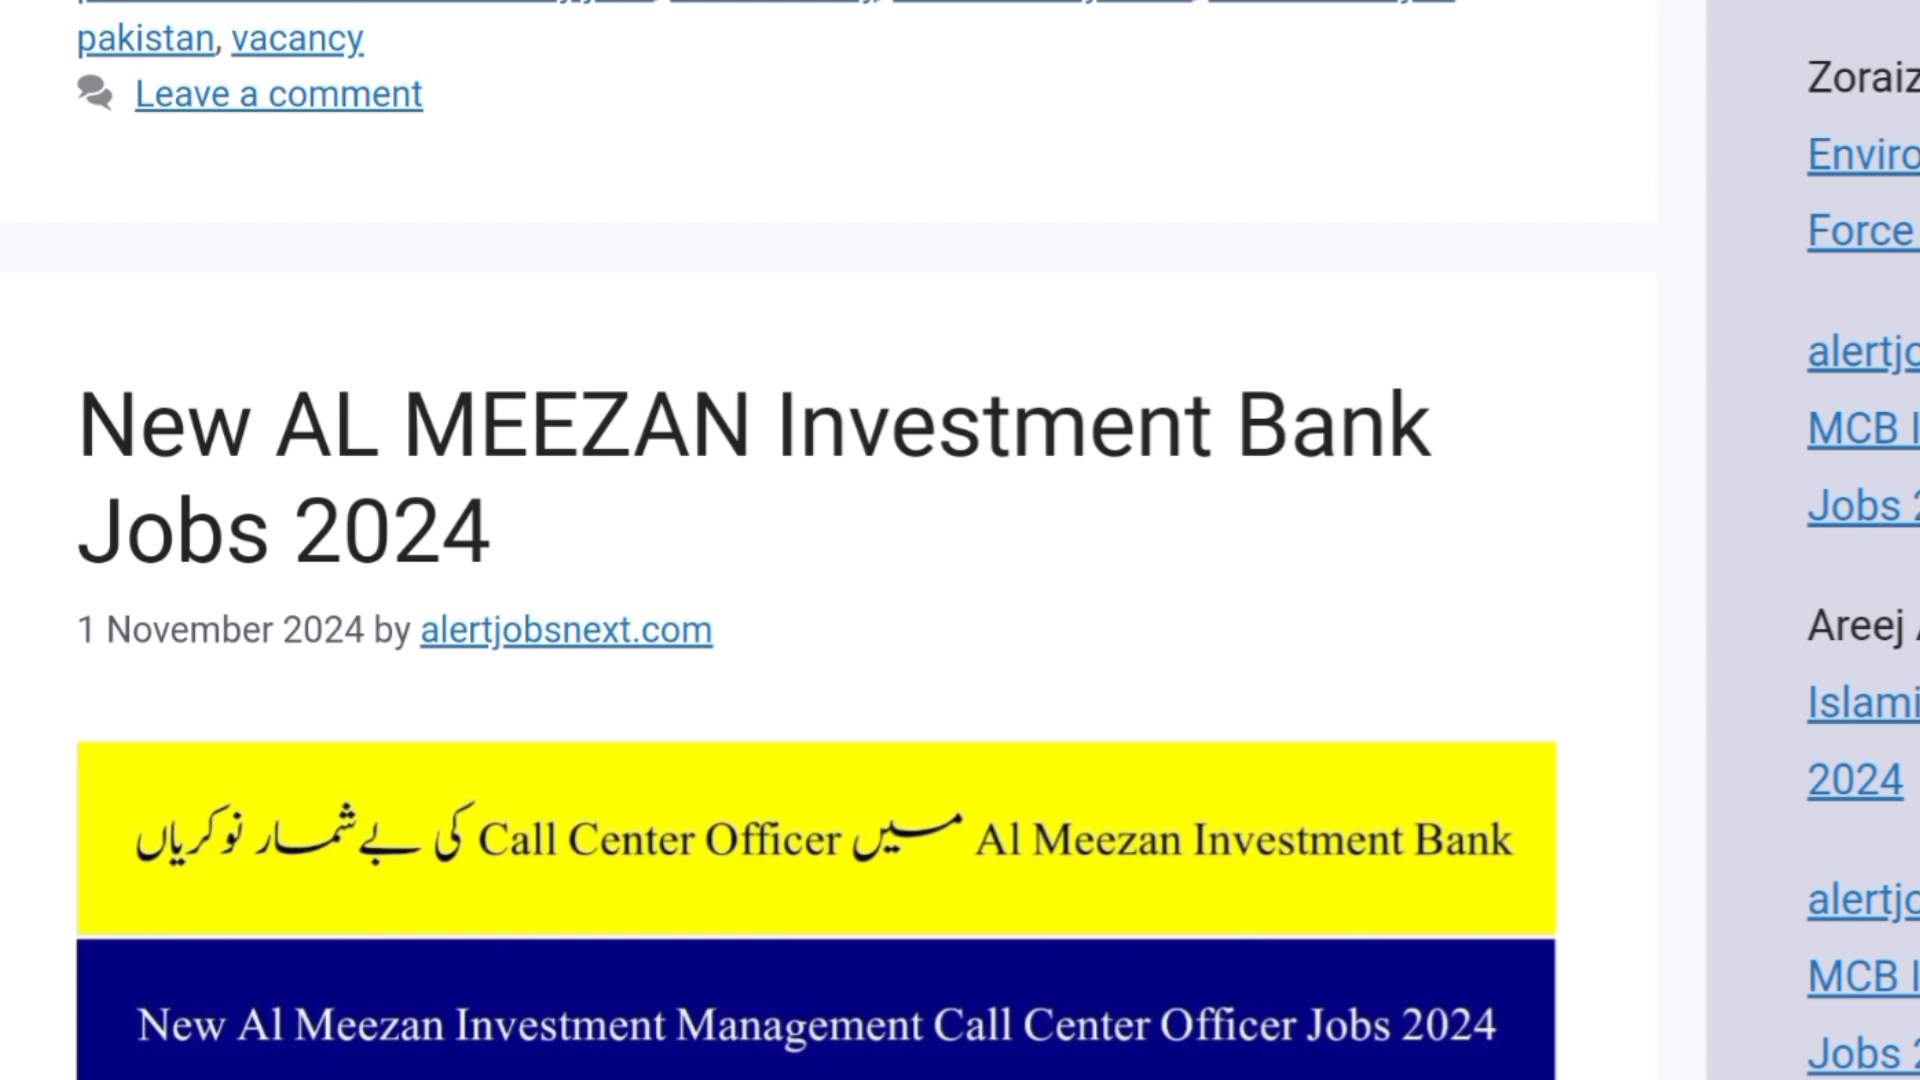 pakistan, vacancy
Leave a comment
New AL MEEZAN Investment Bank
Jobs 2024
1 November 2024 by alertjobsnext.com
Al Meezan Investment Bank میں Call Center Officer کی بے شمار نوکریاں
New Al Meezan Investment Management Call Center Officer Jobs 2024
Zoraiz
Enviro
Force
alertjo
MCB I
Jobs 2
Areej
Islami
2024
alertjo
MCB I
Jobs 2